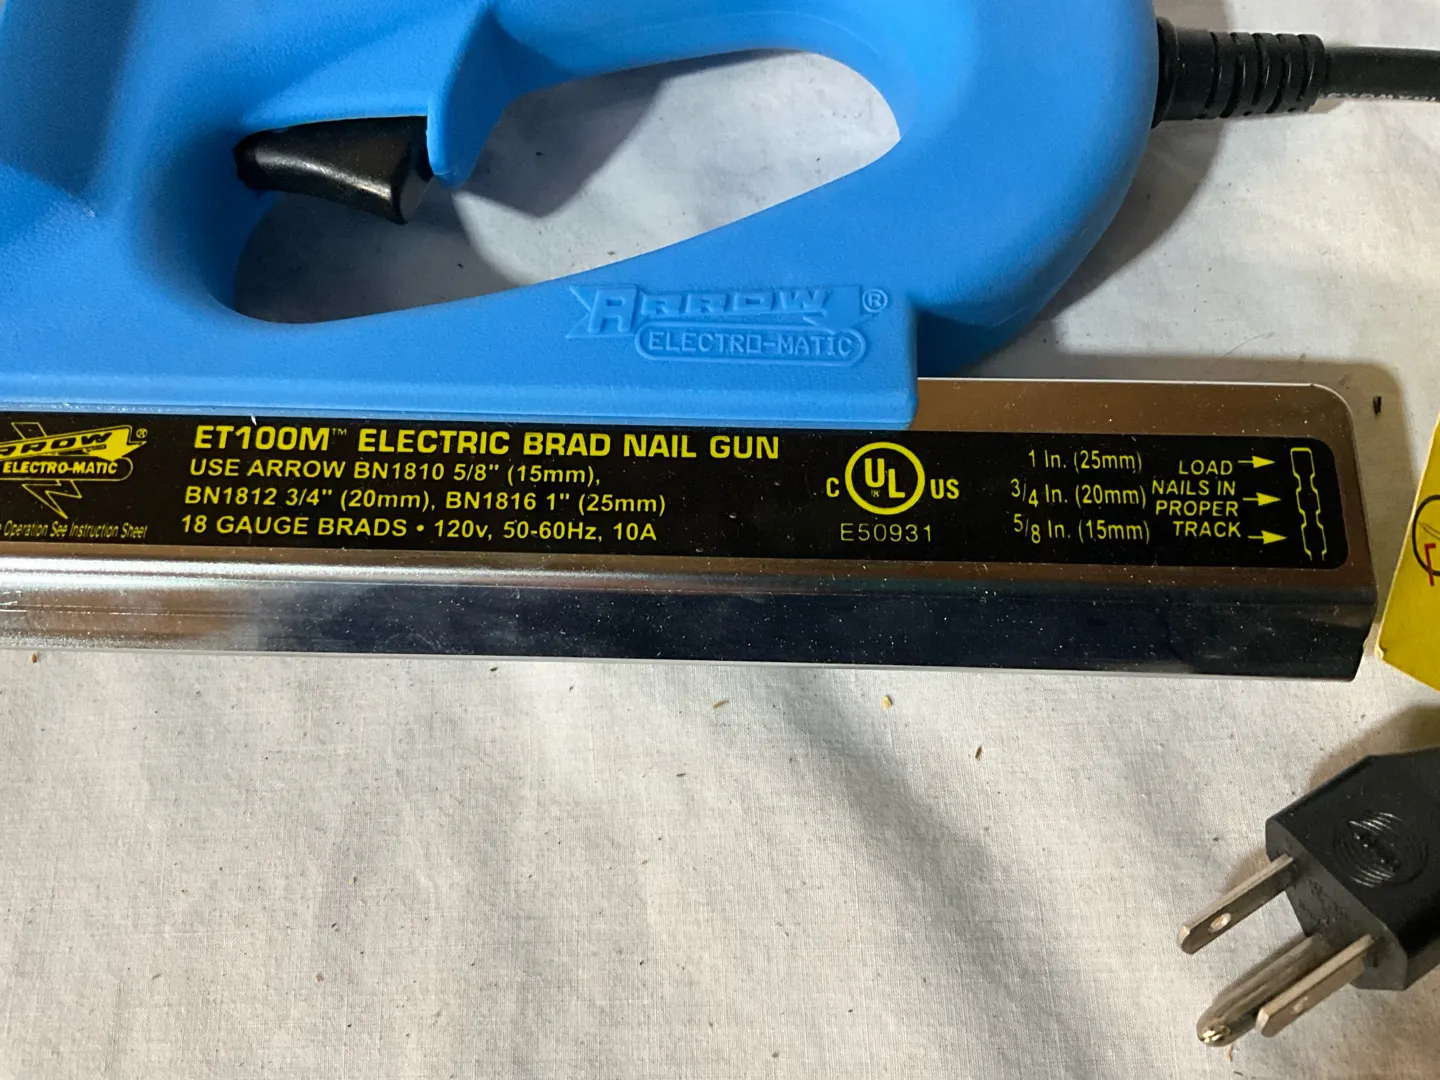 ARROW®
ELECTRO-MATIC
ARROW®
ELECTRO-MATIC
Operation See Instruction Sheet
ET100M™ ELECTRIC BRAD NAIL GUN
USE ARROW BN1810 5/8" (15mm),
BN1812 3/4" (20mm), BN1816 1" (25mm)
18 GAUGE BRADS • 120v, 50-60Hz, 10A
C UL US
E50931
1 In. (25mm)
3/4 In. (20mm)
5/8 In. (15mm)
LOAD
NAILS IN
PROPER
TRACK